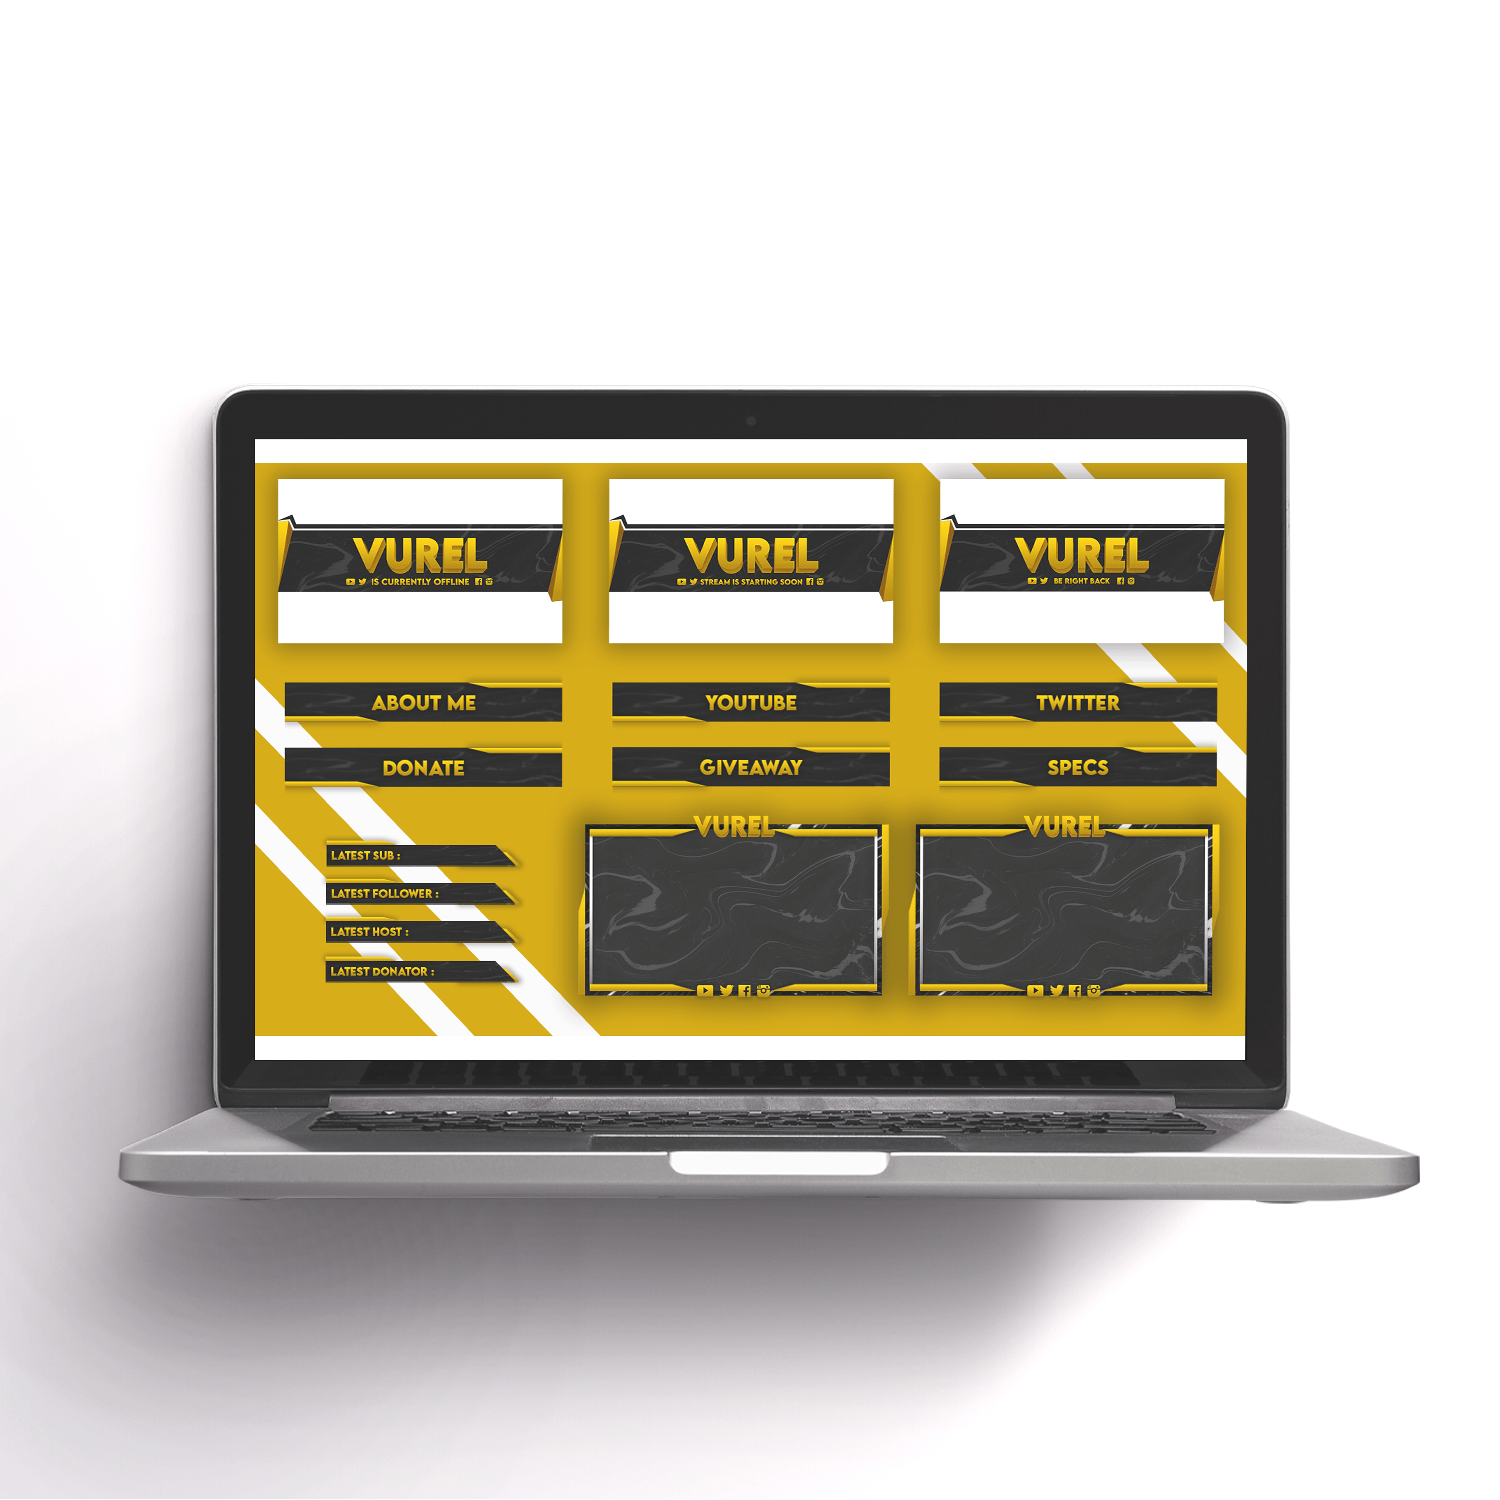 VUREL
IS CURRENTLY OFFLINE
VUREL
STREAM IS STARTING SOON
VUREL
BE RIGHT BACK
ABOUT ME
YOUTUBE
TWITTER
DONATE
GIVEAWAY
SPECS
LATEST SUB :
LATEST FOLLOWER :
LATEST HOST :
LATEST DONATOR :
VUREL
VUREL